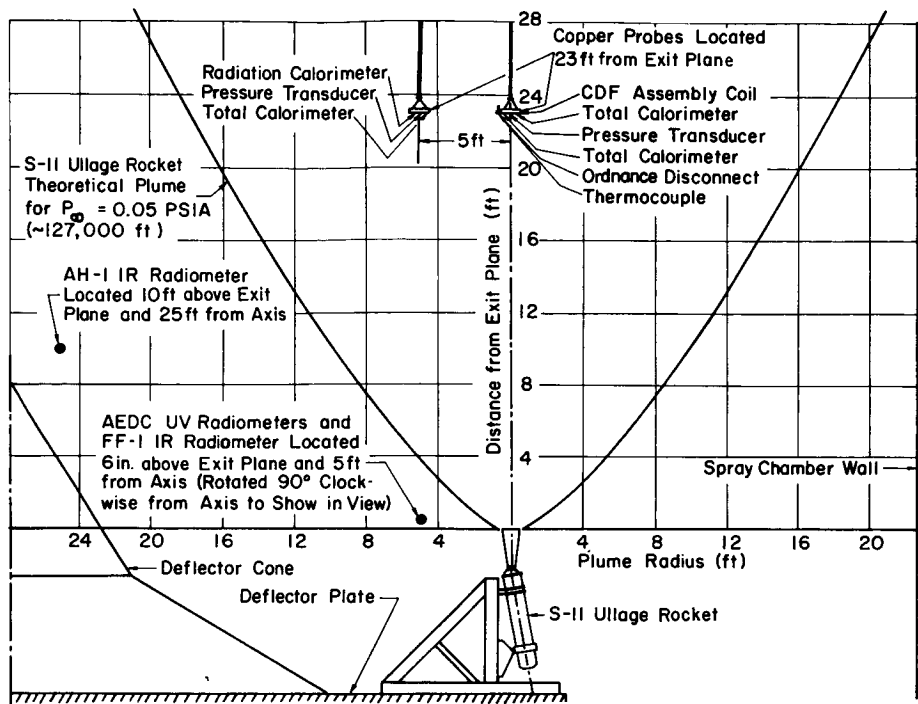 28
24
20
16
12
8
4
Distance from Exit Plane (ft)
Copper Probes Located
23ft from Exit Plane
Radiation Calorimeter
Pressure Transducer
Total Calorimeter
5ft
CDF Assembly Coil
Total Calorimeter
Pressure Transducer
Total Calorimeter
Ordnance Disconnect
Thermocouple
S-II Ullage Rocket
Theoretical Plume
for P∞ = 0.05 PSIA
(~127,000 ft)
AH-I IR Radiometer
Located 10ft above Exit
Plane and 25ft from Axis
AEDC UV Radiometers and
FF-I IR Radiometer Located
6in. above Exit Plane and 5ft
from Axis (Rotated 90° Clock-
wise from Axis to Show in View)
Spray Chamber Wall
24 20 16 12 8 4 4 8 12 16 20
Plume Radius (ft)
Deflector Cone
Deflector Plate
S-II Ullage Rocket